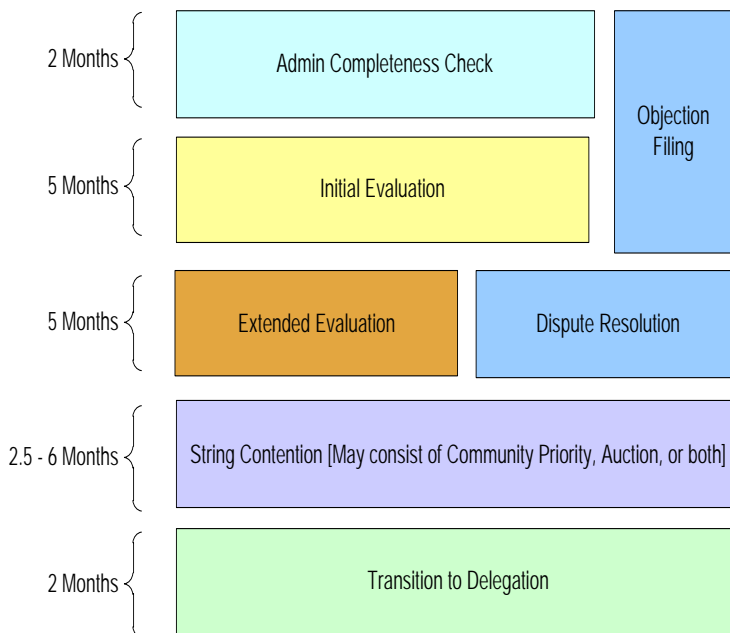 2 Months
Admin Completeness Check
Objection
Filing
5 Months
Initial Evaluation
5 Months
Extended Evaluation
Dispute Resolution
2.5 - 6 Months
String Contention [May consist of Community Priority, Auction, or both]
2 Months
Transition to Delegation